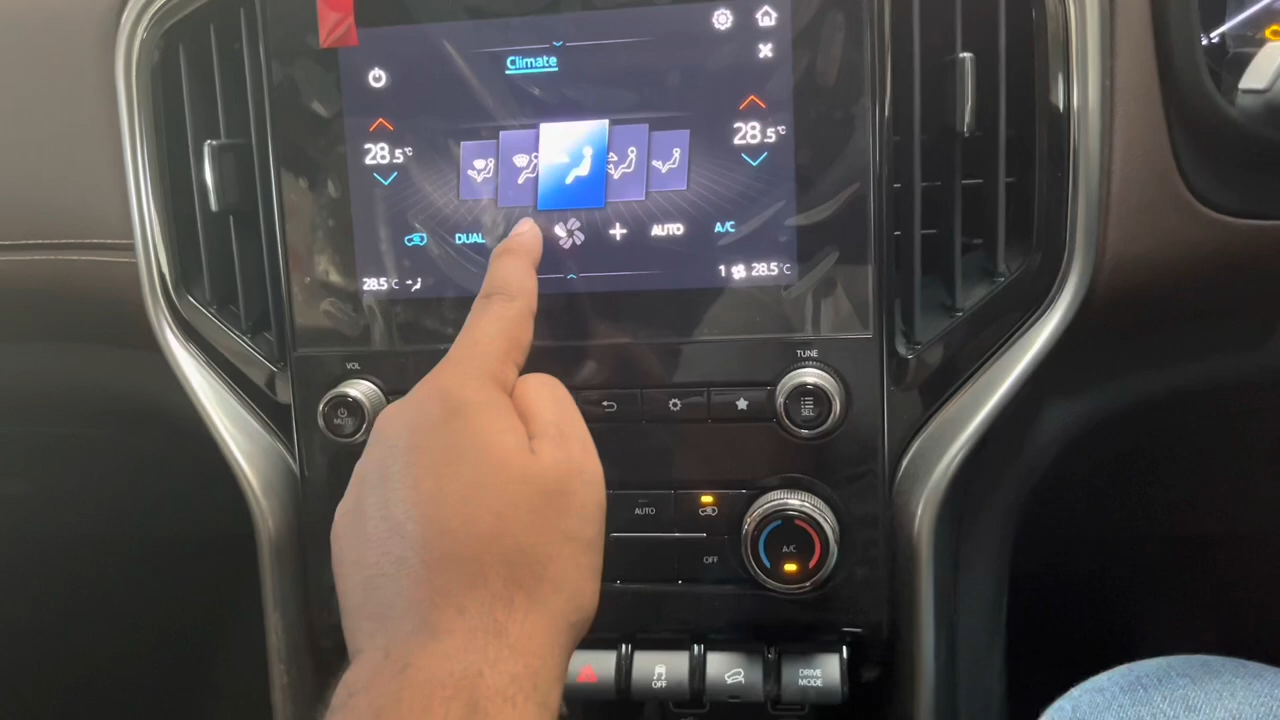 Climate
28.5°C
28.5°C
DUAL
AUTO
A/C
28.5°C
1 28.5°C
VOL
TUNE
MUTE
SEL
AUTO
OFF
A/C
OFF
DRIVE
MODE